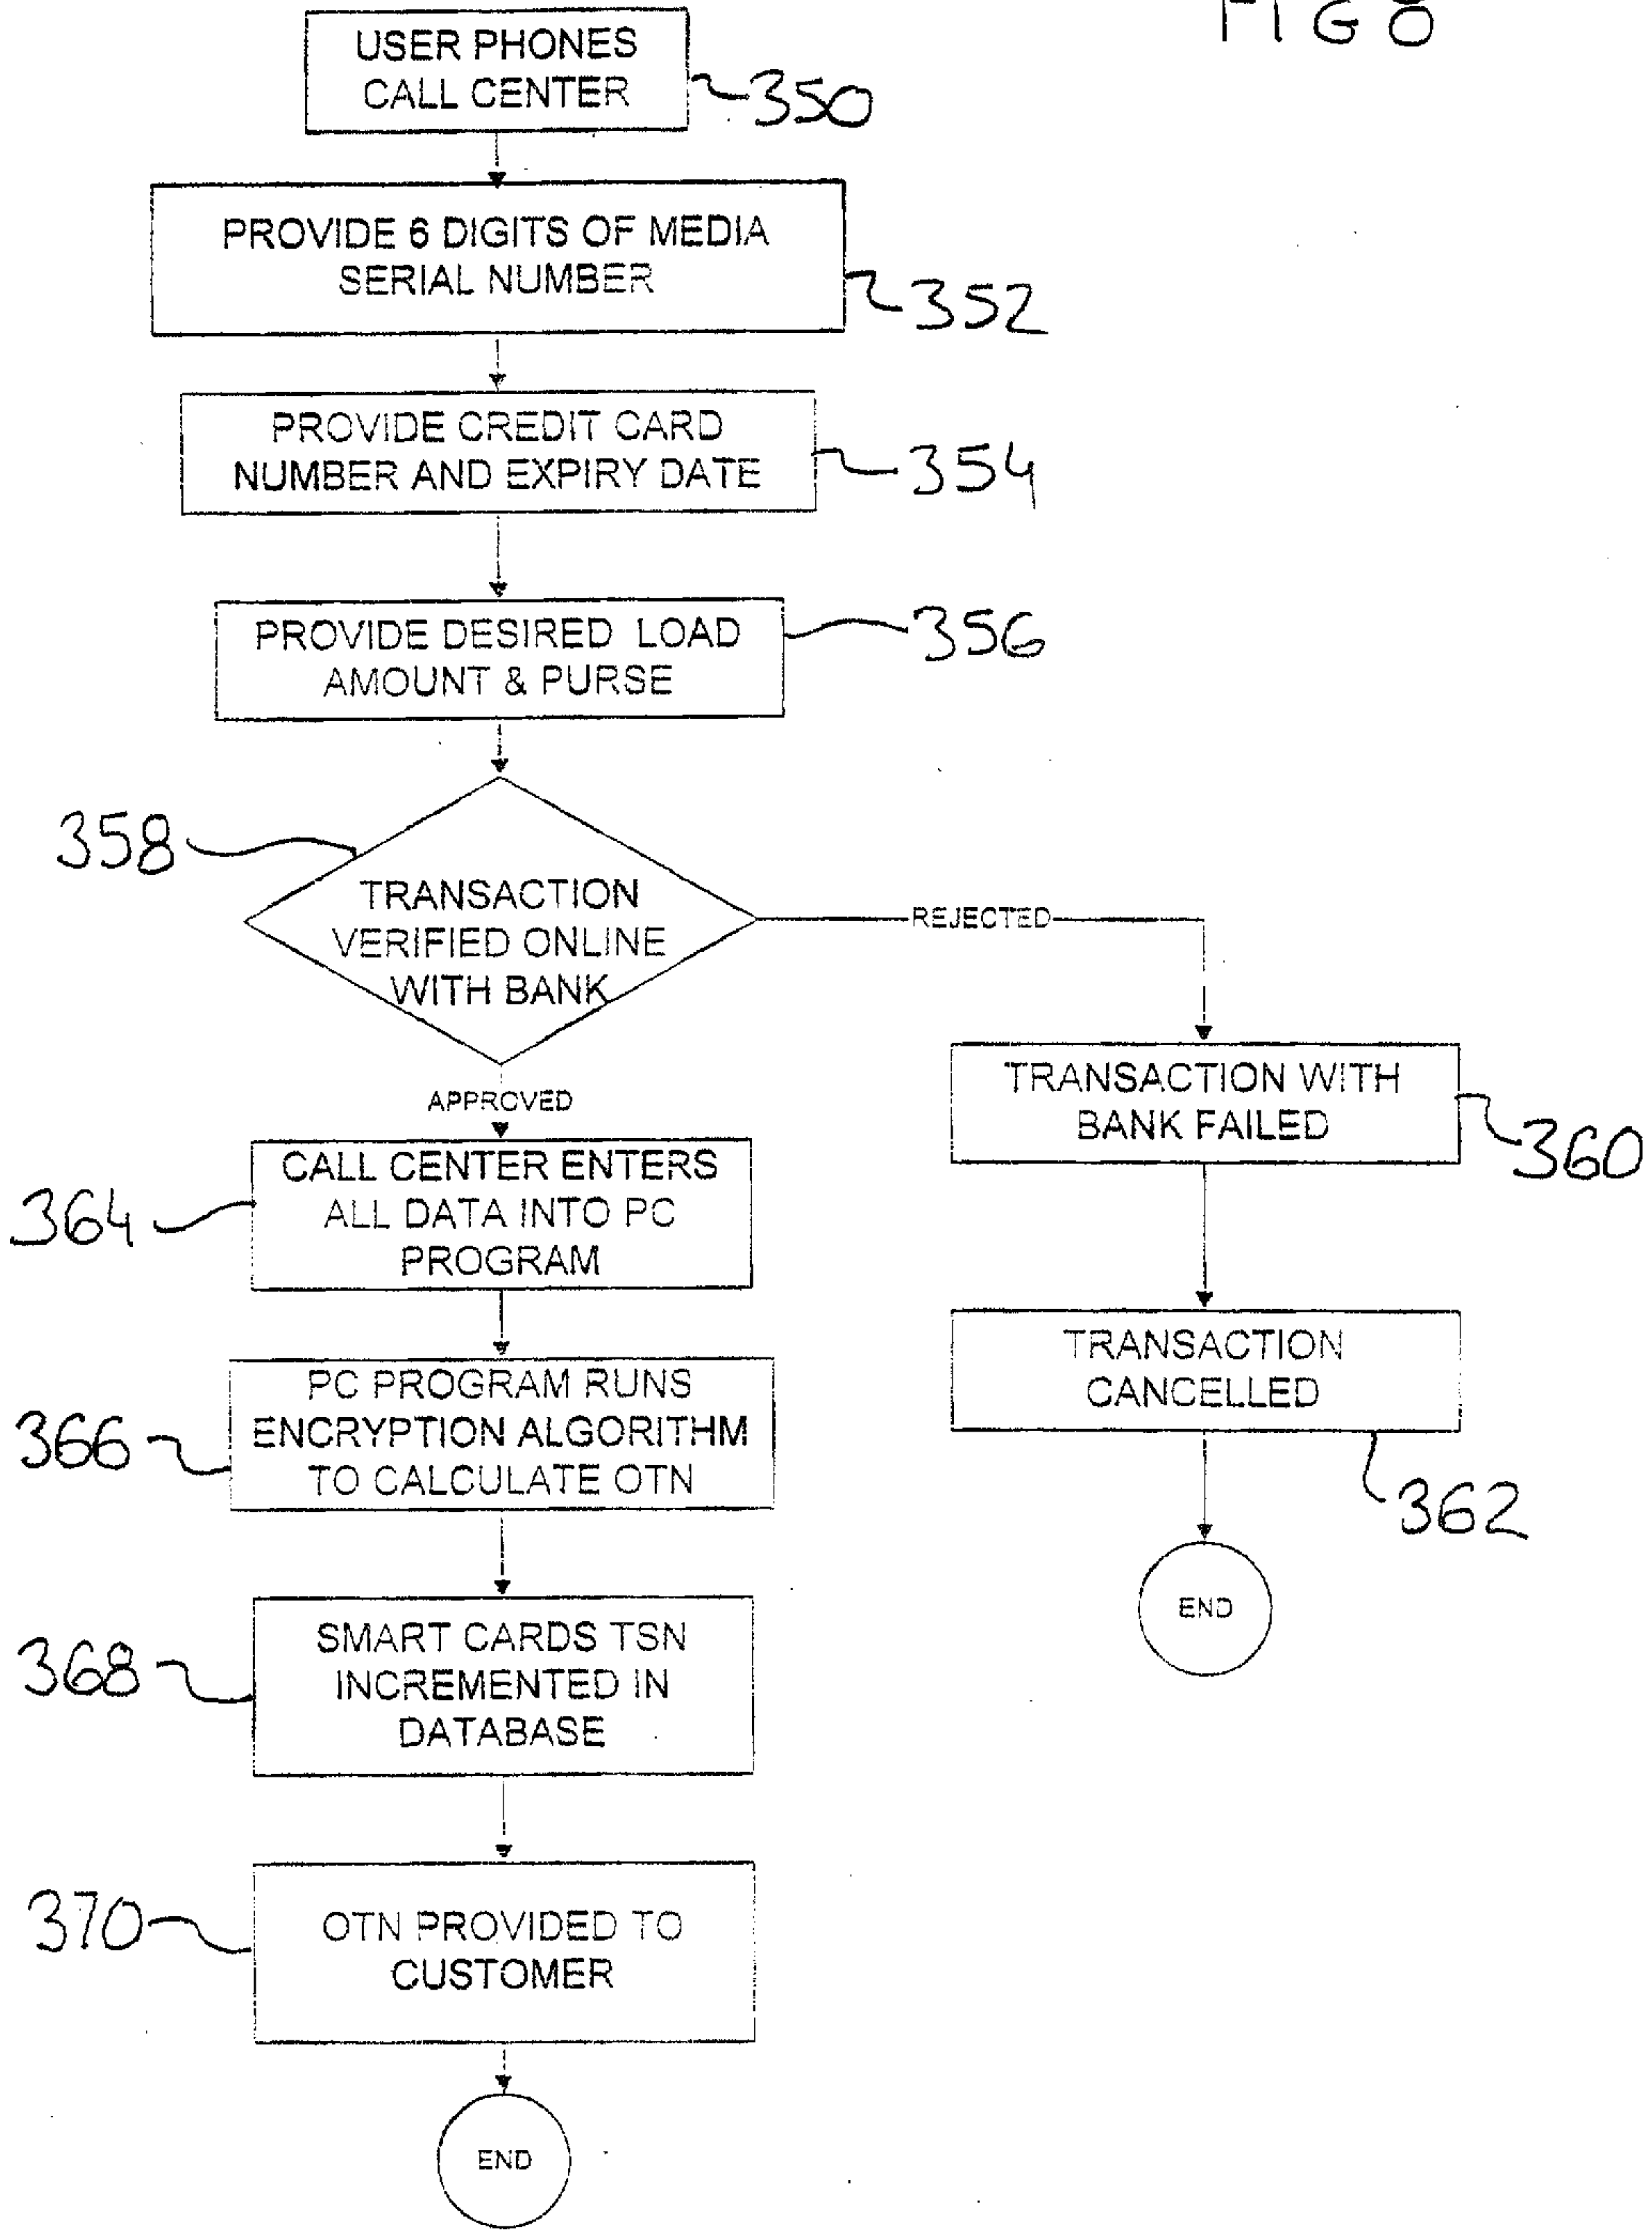 FIG 8
USER PHONES
CALL CENTER
350
PROVIDE 6 DIGITS OF MEDIA
SERIAL NUMBER
352
PROVIDE CREDIT CARD
NUMBER AND EXPIRY DATE
354
PROVIDE DESIRED LOAD
AMOUNT & PURSE
356
358
TRANSACTION
VERIFIED ONLINE
WITH BANK
REJECTED
APPROVED
TRANSACTION WITH
BANK FAILED
360
CALL CENTER ENTERS
ALL DATA INTO PC
PROGRAM
364
TRANSACTION
CANCELLED
362
PC PROGRAM RUNS
ENCRYPTION ALGORITHM
TO CALCULATE OTN
366
END
SMART CARDS TSN
INCREMENTED IN
DATABASE
368
OTN PROVIDED TO
CUSTOMER
370
END